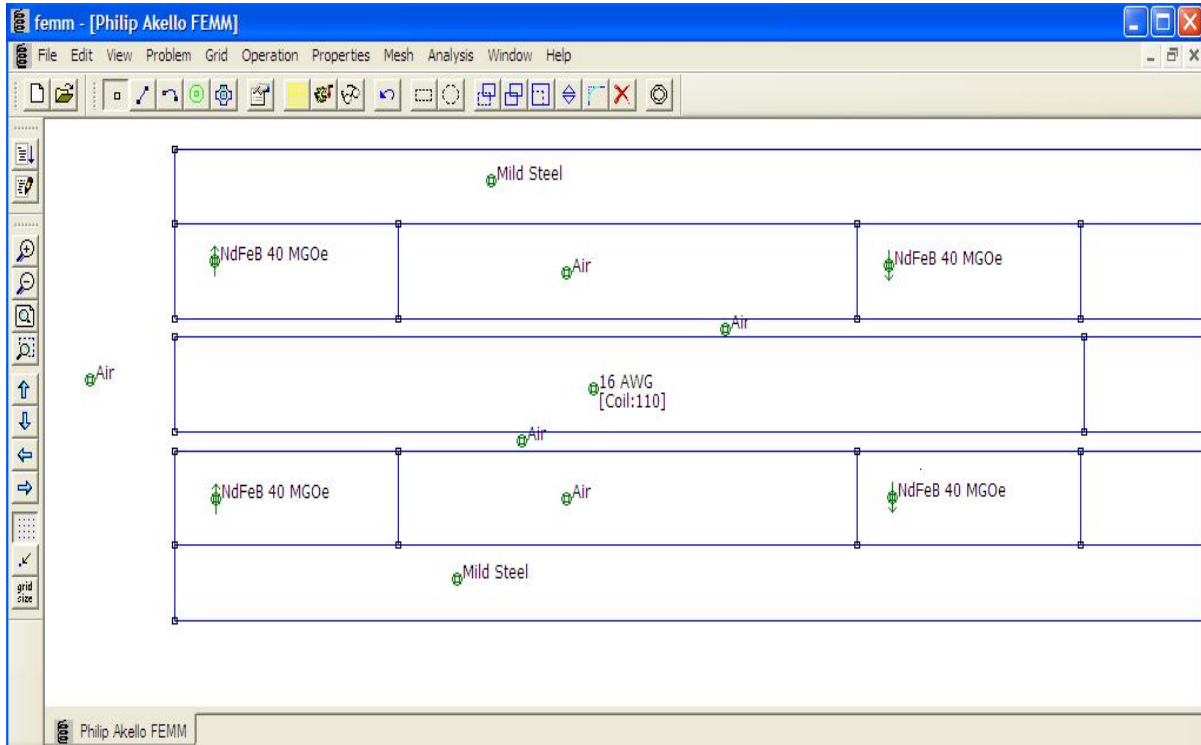 femm - [Philip Akello FEMM]
File Edit View Problem Grid Operation Properties Mesh Analysis Window Help
Mild Steel
NdFeB 40 MGOe
Air
NdFeB 40 MGOe
Air
Air
16 AWG
[Coil:110]
Air
NdFeB 40 MGOe
Air
NdFeB 40 MGOe
Mild Steel
grid
size
Philip Akello FEMM